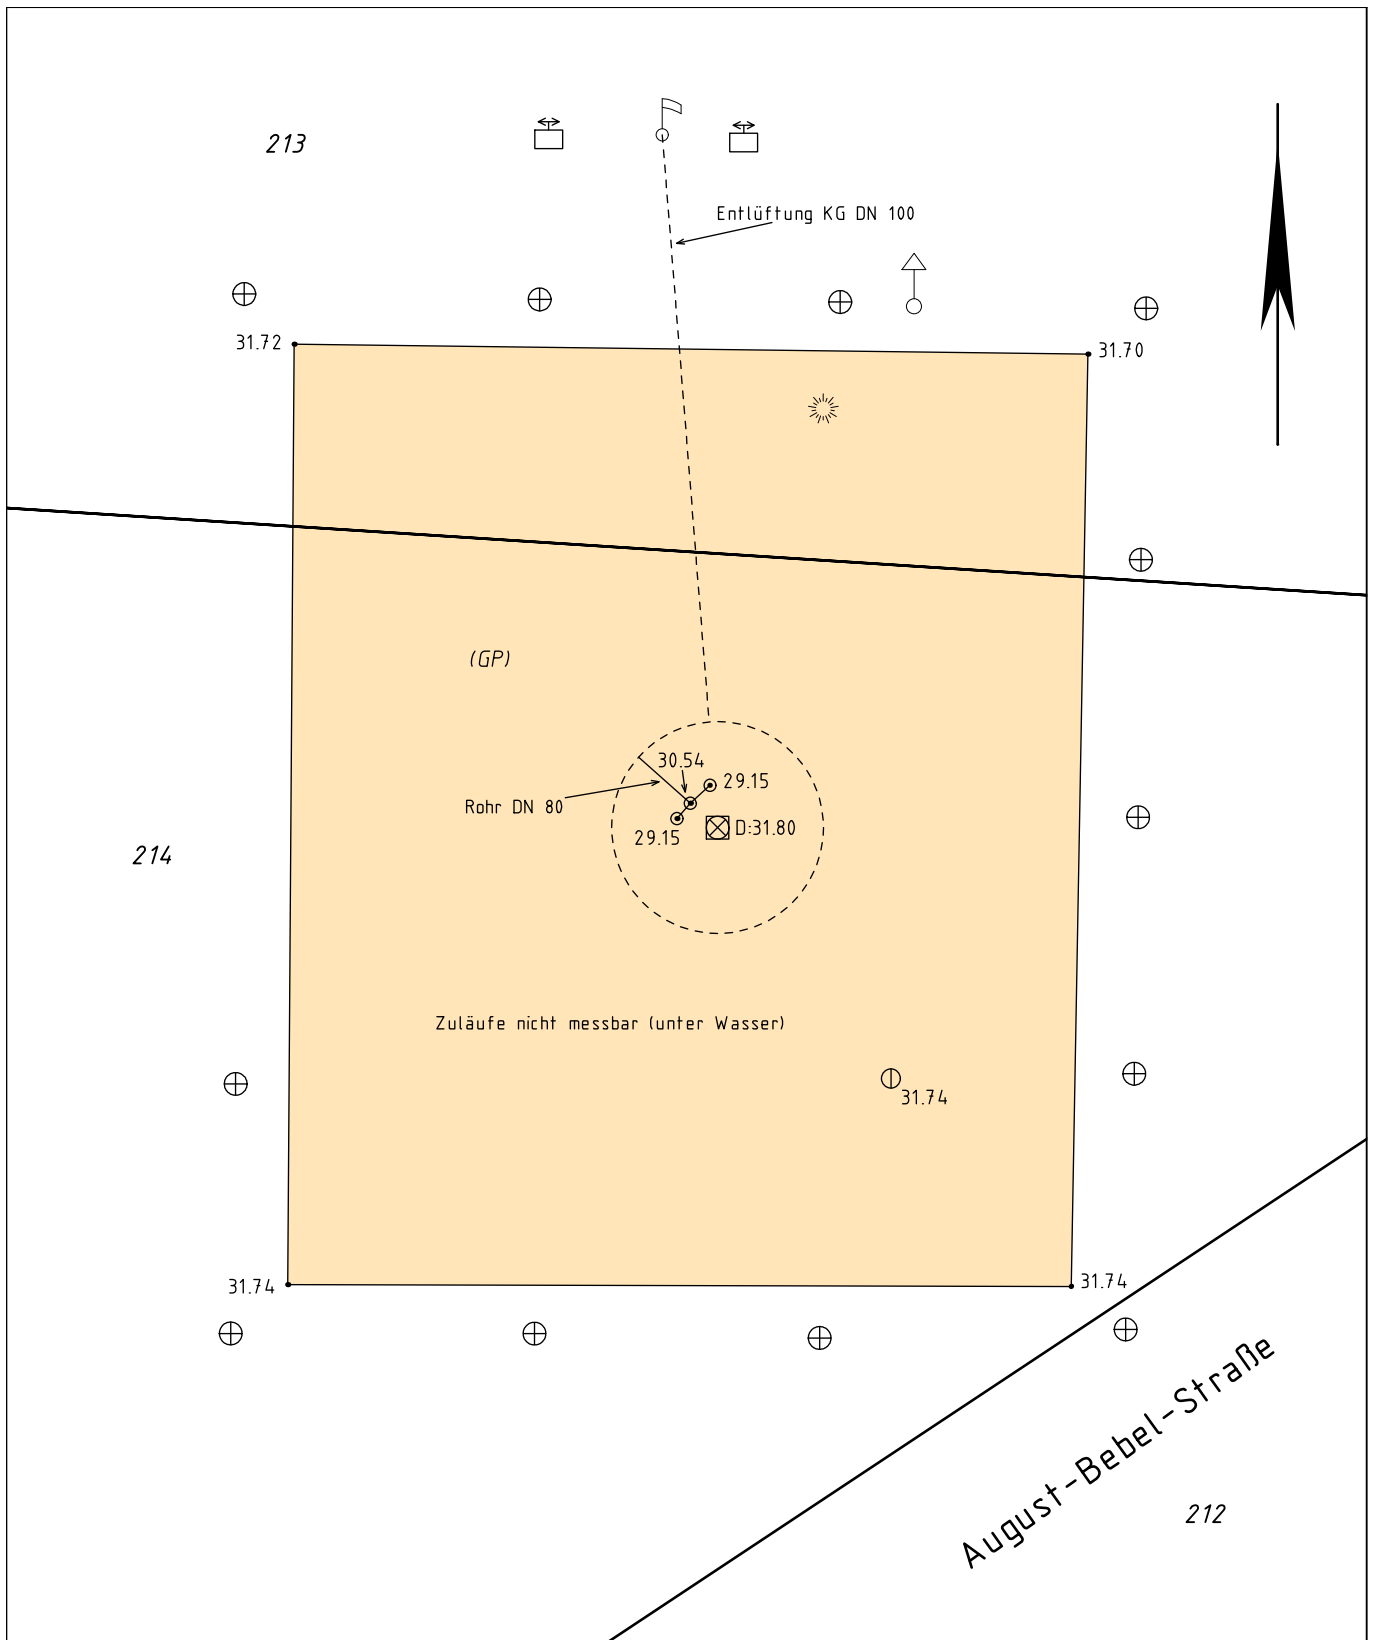 213
Entlüftung KG DN 100
31.72
31.70
(GP)
30.54
29.15
Rohr DN 80
D:31.80
29.15
214
Zuläufe nicht messbar (unter Wasser)
31.74
31.74
31.74
August-Bebel-Straße
212